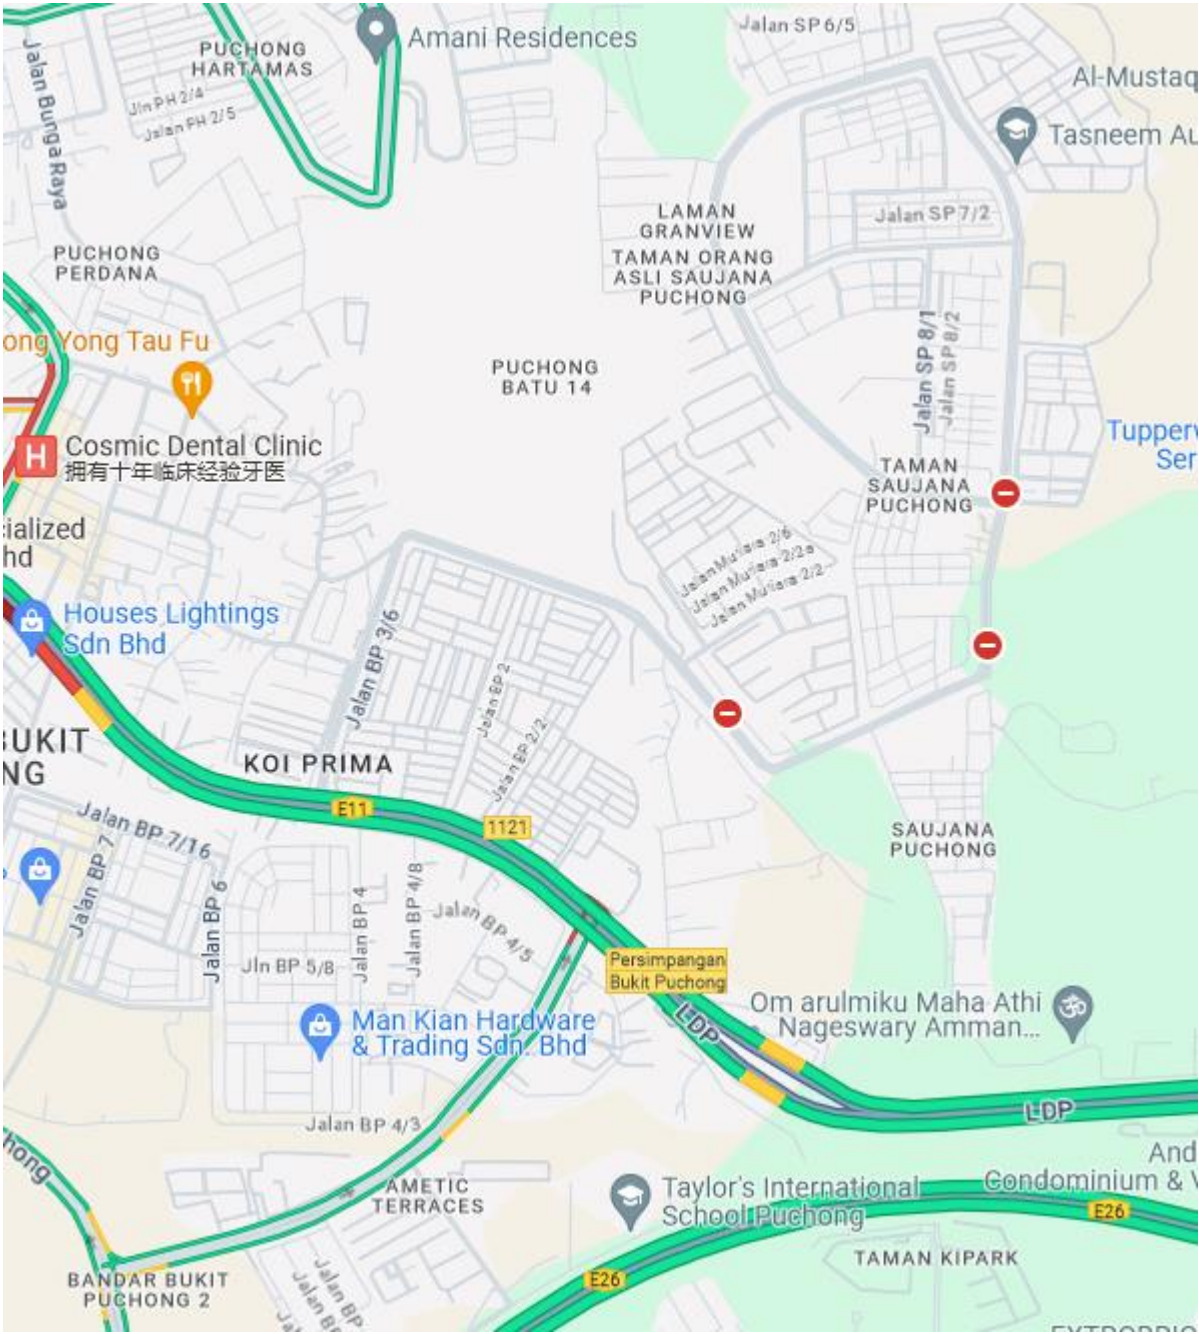 Jalan SP 6/5
Amani Residences
PUCHONG
HARTAMAS
Al-Mustaq
Jln PH 2/4
Jalan PH 2/5
Tasneem Au
Jalan Bunga Raya
LAMAN
GRANVIEW
Jalan SP 7/2
PUCHONG
PERDANA
TAMAN ORANG
ASLI SAUJANA
PUCHONG
ong Yong Tau Fu
PUCHONG
BATU 14
Jalan SP 8/1
Jalan SP 8/2
Tupperw
Ser
H
Cosmic Dental Clinic
拥有十年临床经验牙医
TAMAN
SAUJANA
PUCHONG
ialized
hd
Jalan Mutiara 2/6
Jalan Mutiara 2/2a
Jalan Mutiara 2/2
Houses Lightings
Sdn Bhd
Jalan BP 3/6
Jalan BP 2
Jalan BP 2/2
BUKIT
NG
KOI PRIMA
E11
1121
Jalan BP 7/16
SAUJANA
PUCHONG
Jalan BP 7
Jalan BP 6
Jalan BP 4
Jalan BP 4/8
Jalan BP 4/5
Jln BP 5/8
Persimpangan
Bukit Puchong
Man Kian Hardware
& Trading Sdn. Bhd
LDP
Om arulmiku Maha Athi
Nageswary Amman...
LDP
Jalan BP 4/3
hong
And
Condominium & V
AMETIC
TERRACES
Taylor's International
School Puchong
E26
TAMAN KIPARK
BANDAR BUKIT
PUCHONG 2
E26
Jalan BP
Jalan BP